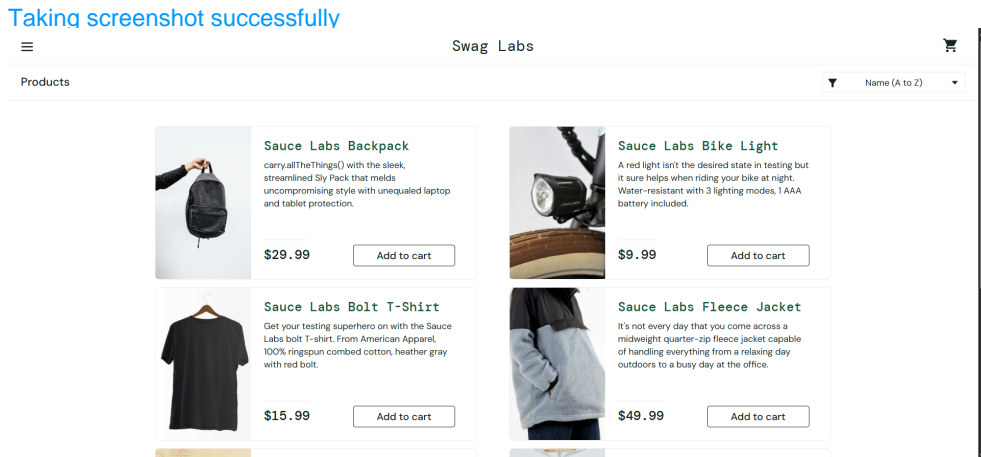 Taking screenshot successfully
Swag Labs
Products
Name (A to Z)
Sauce Labs Backpack
carry.allTheThings() with the sleek,
streamlined Sly Pack that melds
uncompromising style with unequaled laptop
and tablet protection.
$29.99
Add to cart
Sauce Labs Bike Light
A red light isn't the desired state in testing but
it sure helps when riding your bike at night.
Water-resistant with 3 lighting modes, 1 AAA
battery included.
$9.99
Add to cart
Sauce Labs Bolt T-Shirt
Get your testing superhero on with the Sauce
Labs bolt T-shirt. From American Apparel,
100% ringspun combed cotton, heather gray
with red bolt.
$15.99
Add to cart
Sauce Labs Fleece Jacket
It's not every day that you come across a
midweight quarter-zip fleece jacket capable
of handling everything from a relaxing day
outdoors to a busy day at the office.
$49.99
Add to cart